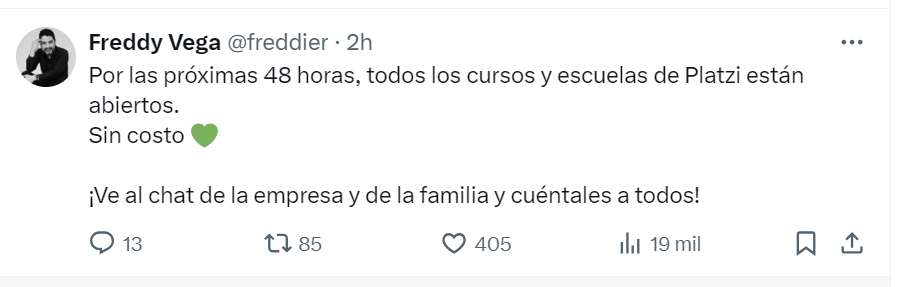 Freddy Vega @freddier · 2h
Por las próximas 48 horas, todos los cursos y escuelas de Platzi están
abiertos.
Sin costo 💚
¡Ve al chat de la empresa y de la familia y cuéntales a todos!
13 85 405 19 mil